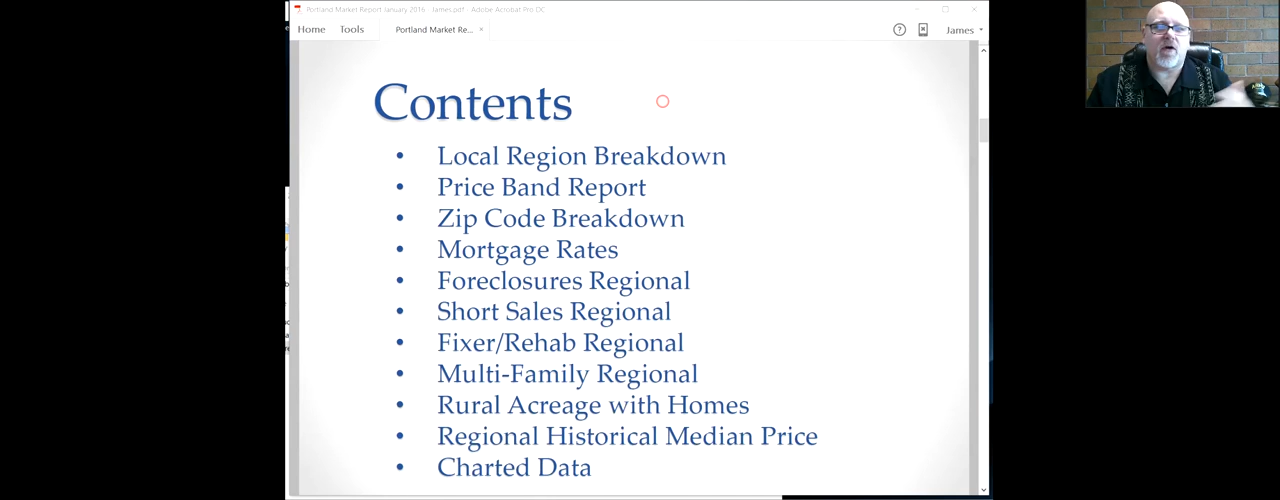 Portland Market Report January 2016 - James.pdf - Adobe Acrobat Pro DC
Home Tools Portland Market Re... × James
Contents
• Local Region Breakdown
• Price Band Report
• Zip Code Breakdown
• Mortgage Rates
• Foreclosures Regional
• Short Sales Regional
• Fixer/Rehab Regional
• Multi-Family Regional
• Rural Acreage with Homes
• Regional Historical Median Price
• Charted Data